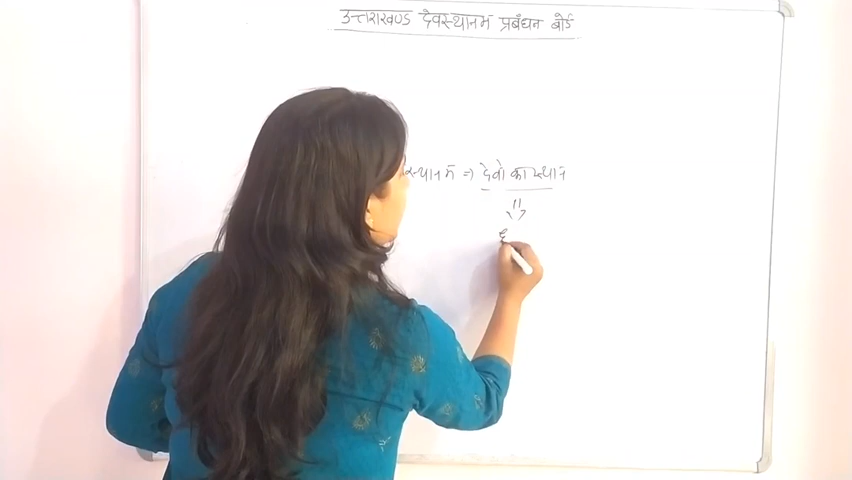 उत्तराखण्ड देवस्थानम प्रबंधन बोर्ड
स्थानम => देवो का स्थान